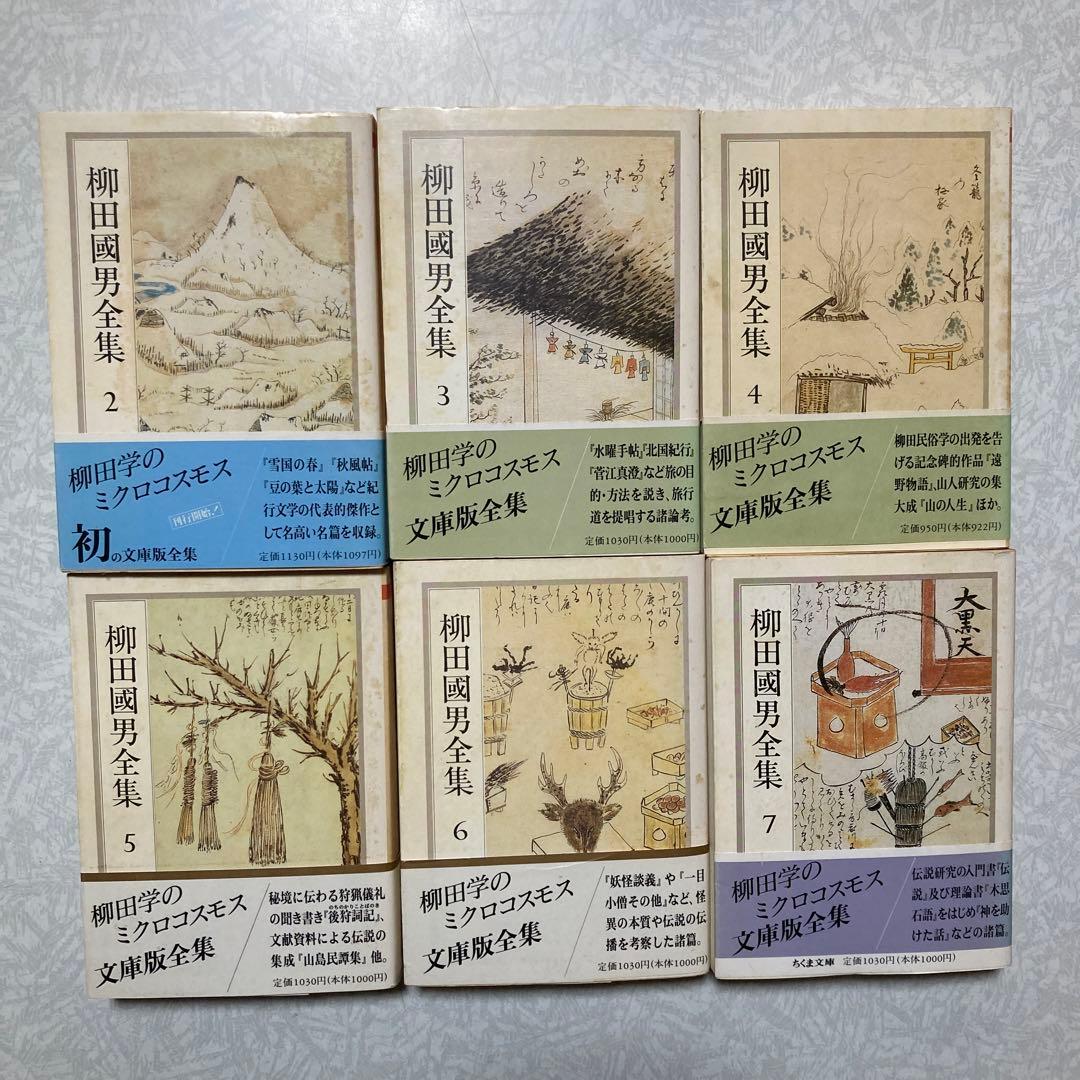 柳田國男全集
2
柳田学の
ミクロコスモス
刊行開始!
初の文庫版全集
『雪国の春』『秋風帖』
『豆の葉と太陽』など紀
行文学の代表的傑作と
して名高い名篇を収録。
定価1130円(本体1097円)
柳田國男全集
3
柳田学の
ミクロコスモス
文庫版全集
『水曜手帖』『北国紀行』
『菅江真澄』など旅の目
的・方法を説き、旅行
道を提唱する諸論考。
定価1030円(本体1000円)
柳田國男全集
4
柳田学の
ミクロコスモス
文庫版全集
柳田民俗学の出発を告
げる記念碑的作品『遠
野物語』、山人研究の集
大成『山の人生』ほか。
定価950円(本体922円)
柳田國男全集
5
柳田学の
ミクロコスモス
文庫版全集
秘境に伝わる狩猟儀礼
の聞き書き『後狩詞記』、
のちのかりことばのき
文献資料による伝説の
集成『山島民譚集』他。
定価1030円(本体1000円)
柳田國男全集
6
柳田学の
ミクロコスモス
文庫版全集
『妖怪談義』や『一目
小僧その他』など、怪
異の本質や伝説の伝
播を考察した諸篇。
定価1030円(本体1000円)
大黒天
柳田國男全集
7
柳田学の
ミクロコスモス
文庫版全集
伝説研究の入門書『伝
説』及び理論書『木思
石語』をはじめ『神を助
けた話』などの諸篇。
ちくま文庫 定価1030円(本体1000円)